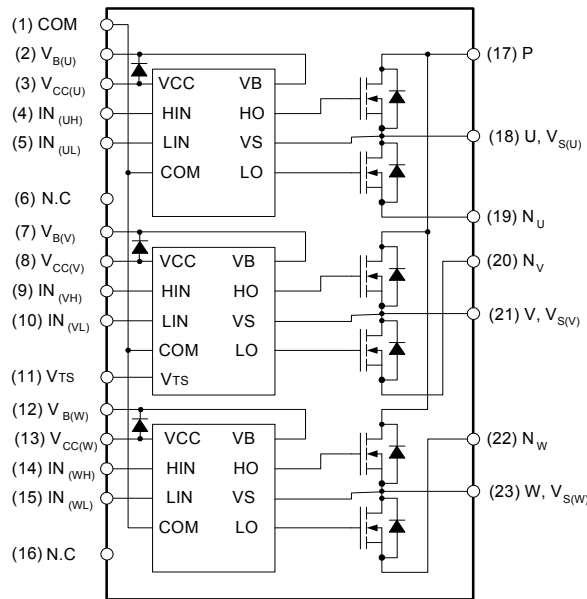 (1) COM
(2) V_B(U)
(3) V_CC(U)
(4) IN_(UH)
(5) IN_(UL)
(6) N.C
(7) V_B(V)
(8) V_CC(V)
(9) IN_(VH)
(10) IN_(VL)
(11) V_TS
(12) V_B(W)
(13) V_CC(W)
(14) IN_(WH)
(15) IN_(WL)
(16) N.C
VCC VB
HIN HO
LIN VS
COM LO
VCC VB
HIN HO
LIN VS
COM LO
V_TS
VCC VB
HIN HO
LIN VS
COM LO
(17) P
(18) U, V_S(U)
(19) N_U
(20) N_V
(21) V, V_S(V)
(22) N_W
(23) W, V_S(W)